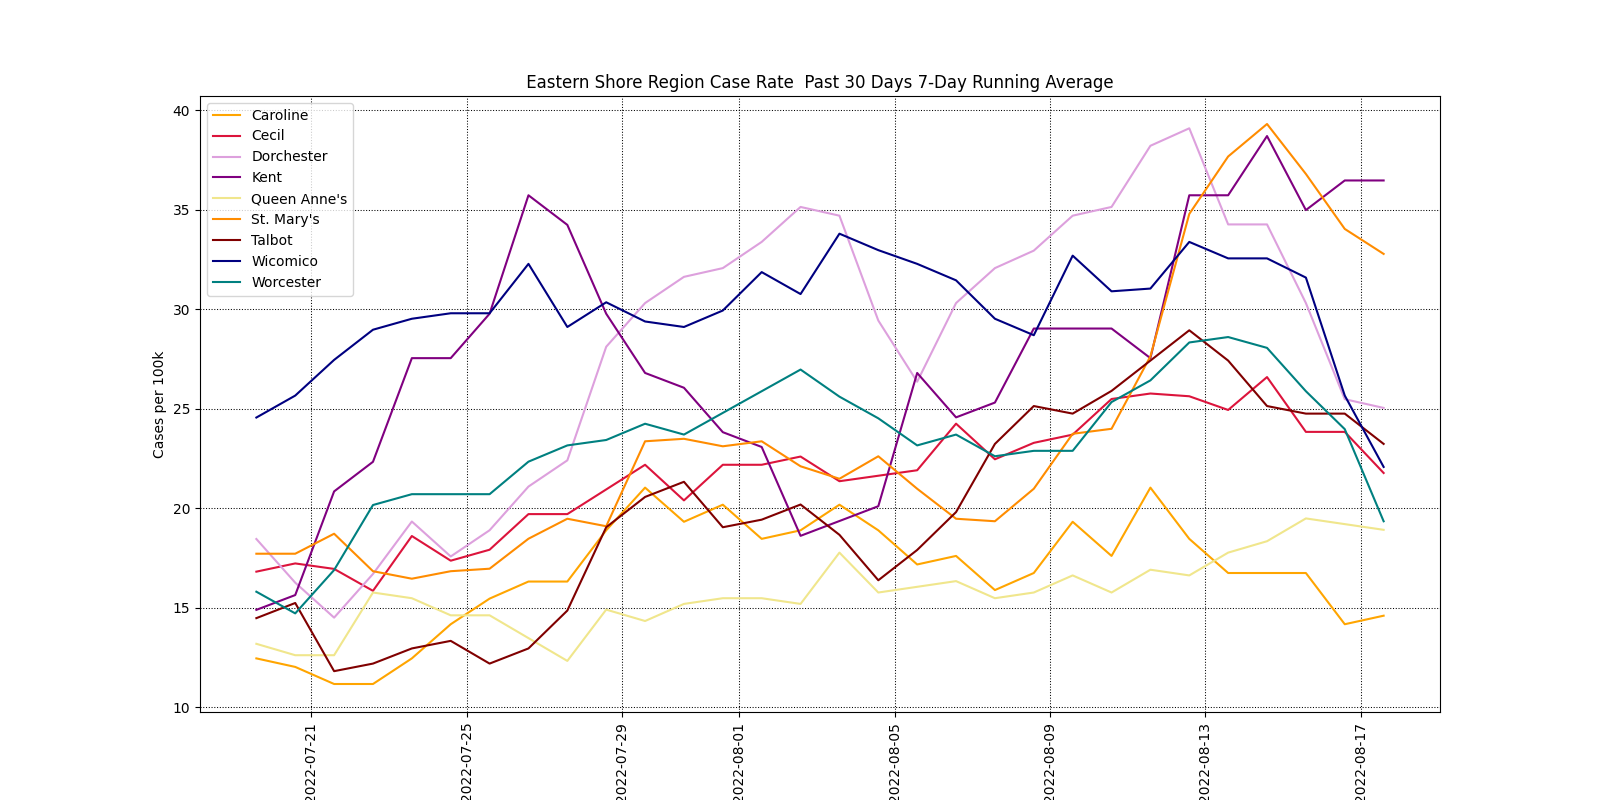 Eastern Shore Region Case Rate  Past 30 Days 7-Day Running Average
40
35
30
25
20
15
10
Cases per 100k
Caroline
Cecil
Dorchester
Kent
Queen Anne's
St. Mary's
Talbot
Wicomico
Worcester
2022-07-21
2022-07-25
2022-07-29
2022-08-01
2022-08-05
2022-08-09
2022-08-13
2022-08-17